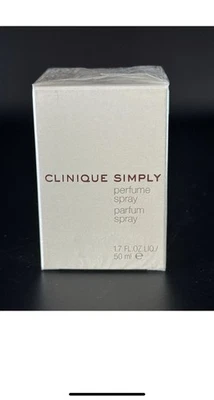 CLINIQUE SIMPLY
perfume
spray
parfum
spray
1.7 FL.OZ.LIQ/
50 ml ℮